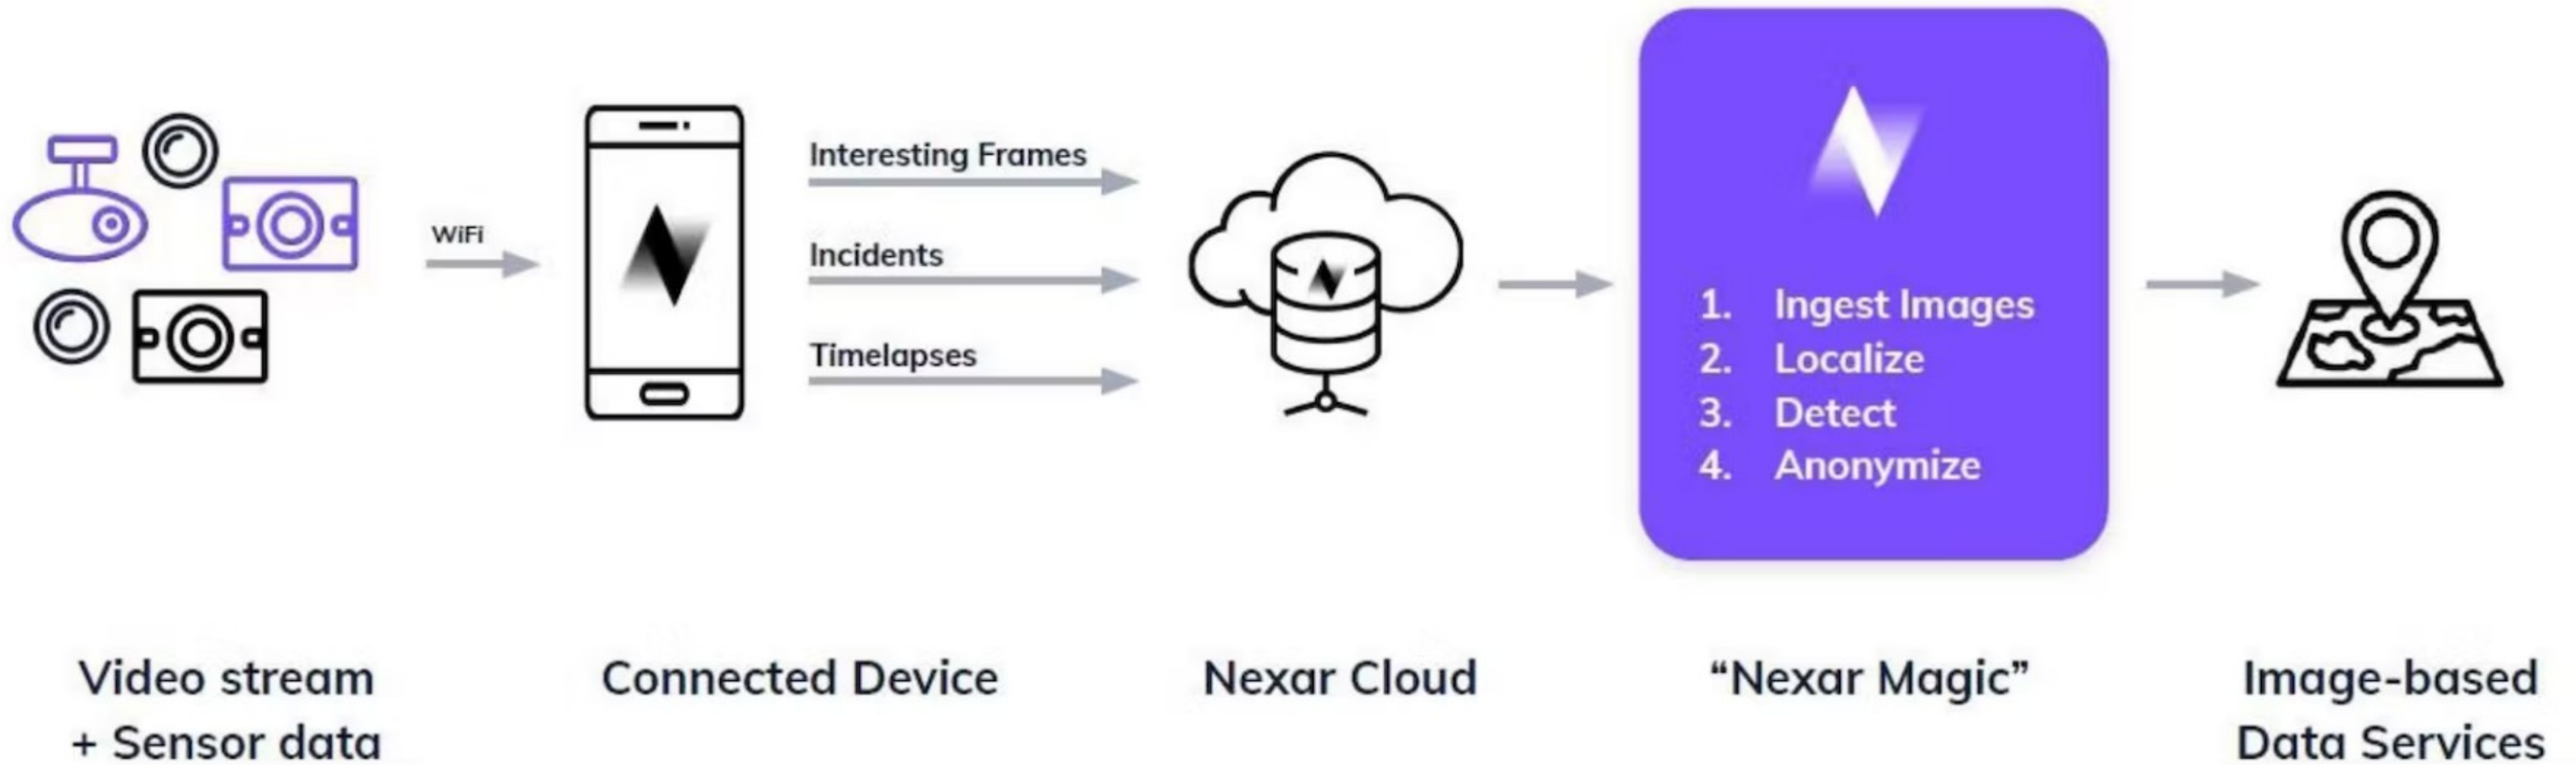 WiFi
Interesting Frames
Incidents
Timelapses
1. Ingest Images
2. Localize
3. Detect
4. Anonymize
Video stream
+ Sensor data
Connected Device
Nexar Cloud
“Nexar Magic”
Image-based
Data Services